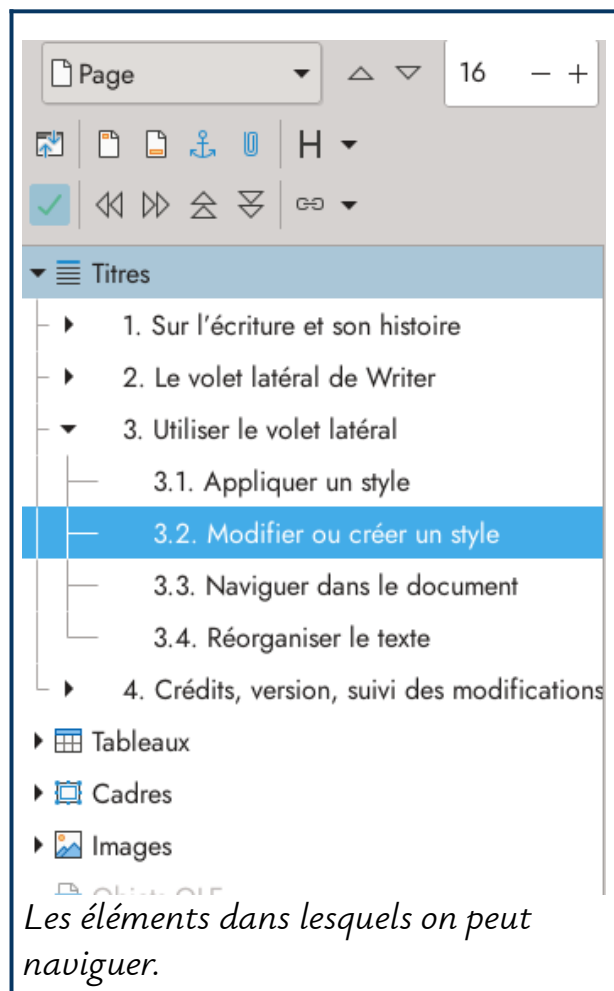 Page
16
H
Titres
1. Sur l'écriture et son histoire
2. Le volet latéral de Writer
3. Utiliser le volet latéral
3.1. Appliquer un style
3.2. Modifier ou créer un style
3.3. Naviguer dans le document
3.4. Réorganiser le texte
4. Crédits, version, suivi des modifications
Tableaux
Cadres
Images
Les éléments dans lesquels on peut
naviguer.